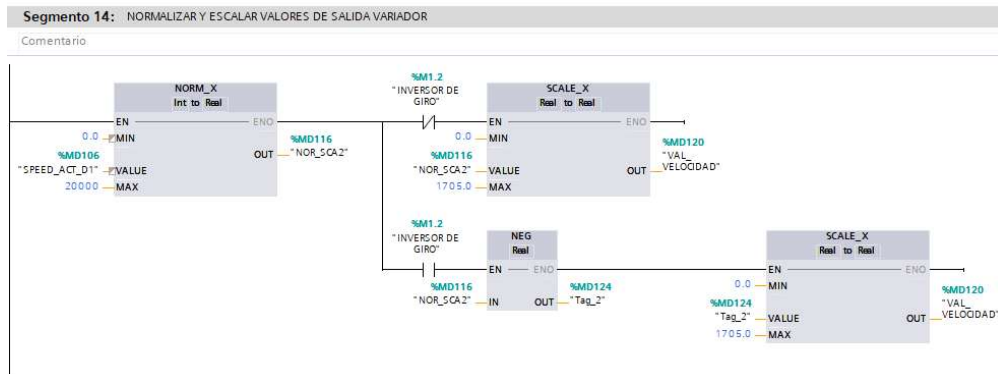 Segmento 14: NORMALIZAR Y ESCALAR VALORES DE SALIDA VARIADOR
Comentario
NORM_X
Int to Real
EN
ENO
0.0
MIN
%MD116
OUT
"NOR_SCA2"
%MD106
"SPEED_ACT_D1"
VALUE
20000
MAX
%M1.2
"INVERSOR DE
GIRO"
SCALE_X
Real to Real
EN
ENO
0.0
MIN
%MD120
"VAL_
VELOCIDAD"
OUT
%MD116
"NOR_SCA2"
VALUE
1705.0
MAX
%M1.2
"INVERSOR DE
GIRO"
NEG
Real
EN
ENO
%MD116
"NOR_SCA2"
IN
OUT
%MD124
"Tag_2"
SCALE_X
Real to Real
EN
ENO
0.0
MIN
%MD120
"VAL_
VELOCIDAD"
OUT
%MD124
"Tag_2"
VALUE
1705.0
MAX